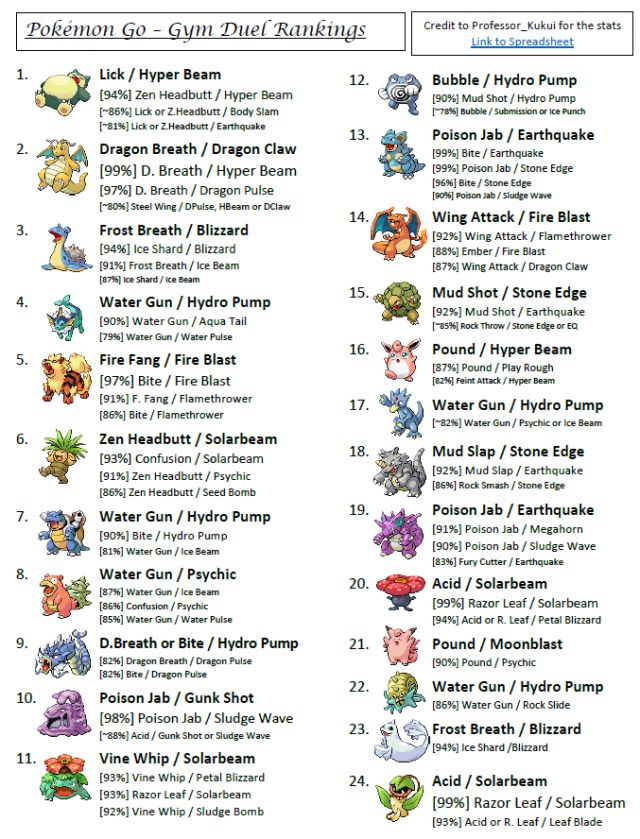 Pokémon Go – Gym Duel Rankings
Credit to Professor_Kukui for the stats
Link to Spreadsheet
1. Lick / Hyper Beam
[94%] Zen Headbutt / Hyper Beam
[~86%] Lick or Z.Headbutt / Body Slam
[~81%] Lick or Z.Headbutt / Earthquake
2. Dragon Breath / Dragon Claw
[99%] D. Breath / Hyper Beam
[97%] D. Breath / Dragon Pulse
[~80%] Steel Wing / DPulse, HBeam or DClaw
3. Frost Breath / Blizzard
[94%] Ice Shard / Blizzard
[91%] Frost Breath / Ice Beam
[87%] Ice Shard / Ice Beam
4. Water Gun / Hydro Pump
[90%] Water Gun / Aqua Tail
[79%] Water Gun / Water Pulse
5. Fire Fang / Fire Blast
[97%] Bite / Fire Blast
[91%] F. Fang / Flamethrower
[86%] Bite / Flamethrower
6. Zen Headbutt / Solarbeam
[93%] Confusion / Solarbeam
[91%] Zen Headbutt / Psychic
[86%] Zen Headbutt / Seed Bomb
7. Water Gun / Hydro Pump
[90%] Bite / Hydro Pump
[81%] Water Gun / Ice Beam
8. Water Gun / Psychic
[87%] Water Gun / Ice Beam
[86%] Confusion / Psychic
[85%] Water Gun / Water Pulse
9. D.Breath or Bite / Hydro Pump
[82%] Dragon Breath / Dragon Pulse
[82%] Bite / Dragon Pulse
10. Poison Jab / Gunk Shot
[98%] Poison Jab / Sludge Wave
[~88%] Acid / Gunk Shot or Sludge Wave
11. Vine Whip / Solarbeam
[93%] Vine Whip / Petal Blizzard
[93%] Razor Leaf / Solarbeam
[92%] Vine Whip / Sludge Bomb
12. Bubble / Hydro Pump
[90%] Mud Shot / Hydro Pump
[~78%] Bubble / Submission or Ice Punch
13. Poison Jab / Earthquake
[99%] Bite / Earthquake
[99%] Poison Jab / Stone Edge
[96%] Bite / Stone Edge
[90%] Poison Jab / Sludge Wave
14. Wing Attack / Fire Blast
[92%] Wing Attack / Flamethrower
[88%] Ember / Fire Blast
[87%] Wing Attack / Dragon Claw
15. Mud Shot / Stone Edge
[92%] Mud Shot / Earthquake
[~85%] Rock Throw / Stone Edge or EQ
16. Pound / Hyper Beam
[87%] Pound / Play Rough
[82%] Feint Attack / Hyper Beam
17. Water Gun / Hydro Pump
[~82%] Water Gun / Psychic or Ice Beam
18. Mud Slap / Stone Edge
[92%] Mud Slap / Earthquake
[86%] Rock Smash / Stone Edge
19. Poison Jab / Earthquake
[91%] Poison Jab / Megahorn
[90%] Poison Jab / Sludge Wave
[83%] Fury Cutter / Earthquake
20. Acid / Solarbeam
[99%] Razor Leaf / Solarbeam
[94%] Acid or R. Leaf / Petal Blizzard
21. Pound / Moonblast
[90%] Pound / Psychic
22. Water Gun / Hydro Pump
[86%] Water Gun / Rock Slide
23. Frost Breath / Blizzard
[94%] Ice Shard /Blizzard
24. Acid / Solarbeam
[99%] Razor Leaf / Solarbeam
[93%] Acid or R. Leaf / Leaf Blade